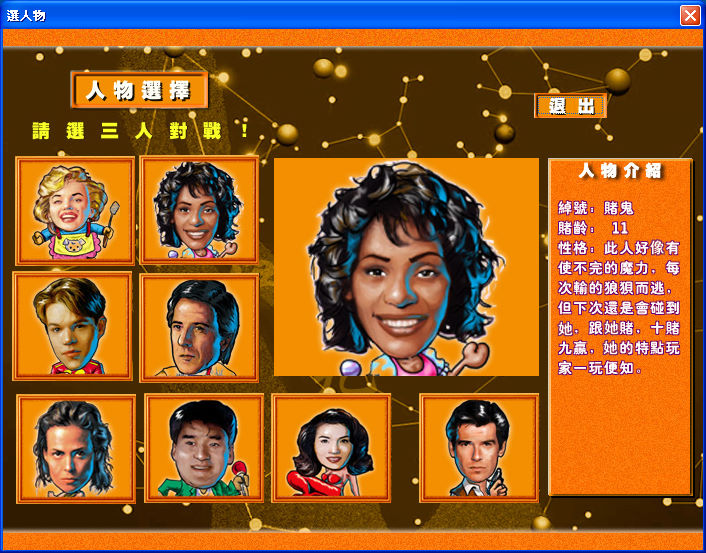 選人物
人物選擇
退出
請選三人對戰！
人物介紹
綽號：賭鬼
賭齡： 11
性格：此人好像有
使不完的魔力，每
次輸的狼狽而逃，
但下次還是會碰到
她，跟她賭，十賭
九贏，她的特點玩
家一玩便知。